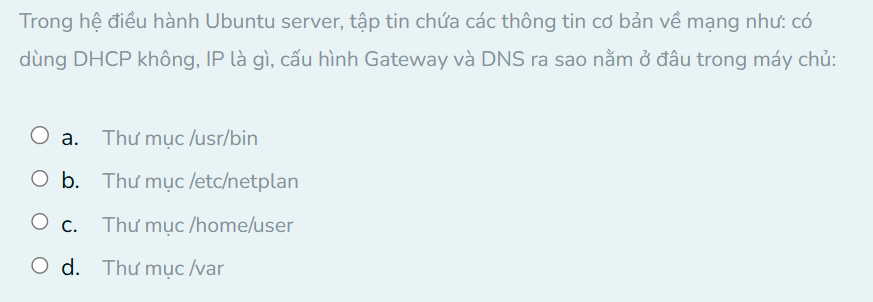 Trong hệ điều hành Ubuntu server, tập tin chứa các thông tin cơ bản về mạng như: có
dùng DHCP không, IP là gì, cấu hình Gateway và DNS ra sao nằm ở đâu trong máy chủ:
a. Thư mục /usr/bin
b. Thư mục /etc/netplan
c. Thư mục /home/user
d. Thư mục /var